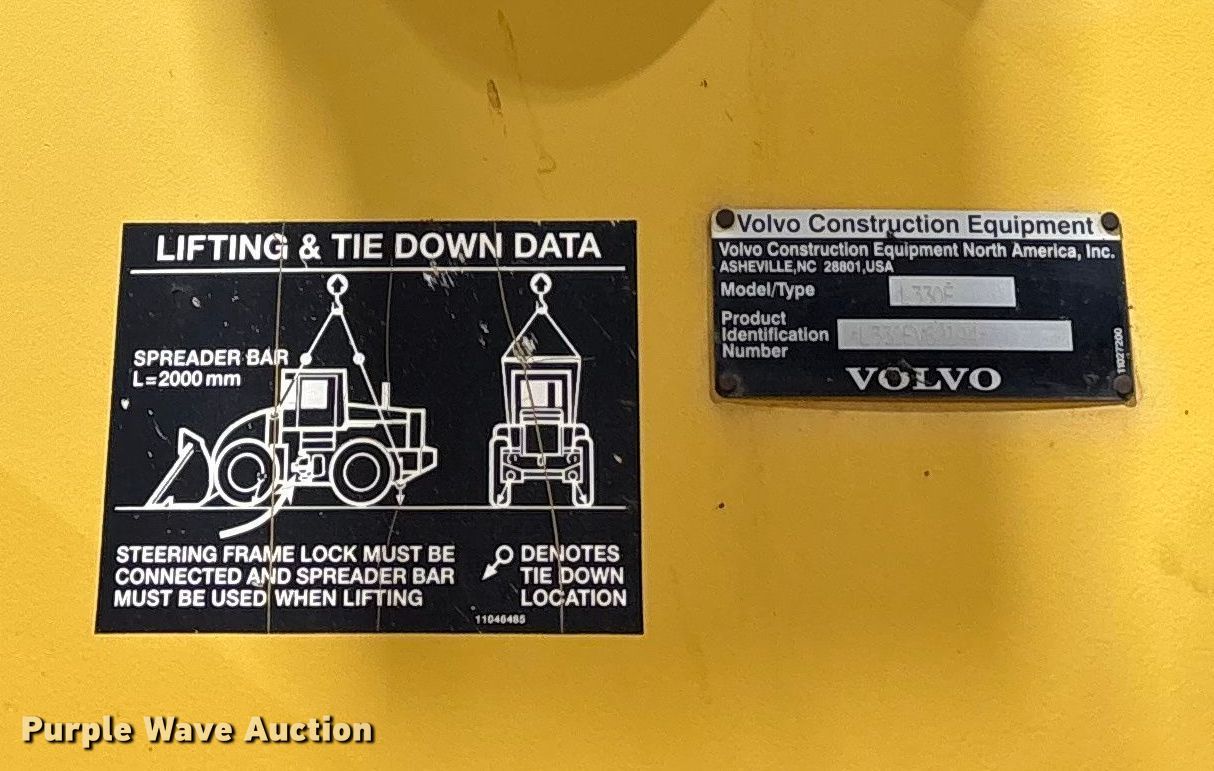 LIFTING & TIE DOWN DATA
SPREADER BAR
L=2000 mm
STEERING FRAME LOCK MUST BE
CONNECTED AND SPREADER BAR
MUST BE USED WHEN LIFTING
DENOTES
TIE DOWN
LOCATION
11046485
Volvo Construction Equipment
Volvo Construction Equipment North America, Inc.
ASHEVILLE,NC 28801,USA
Model/Type L330E
Product
Identification
Number
11027200
VOLVO
Purple Wave Auction